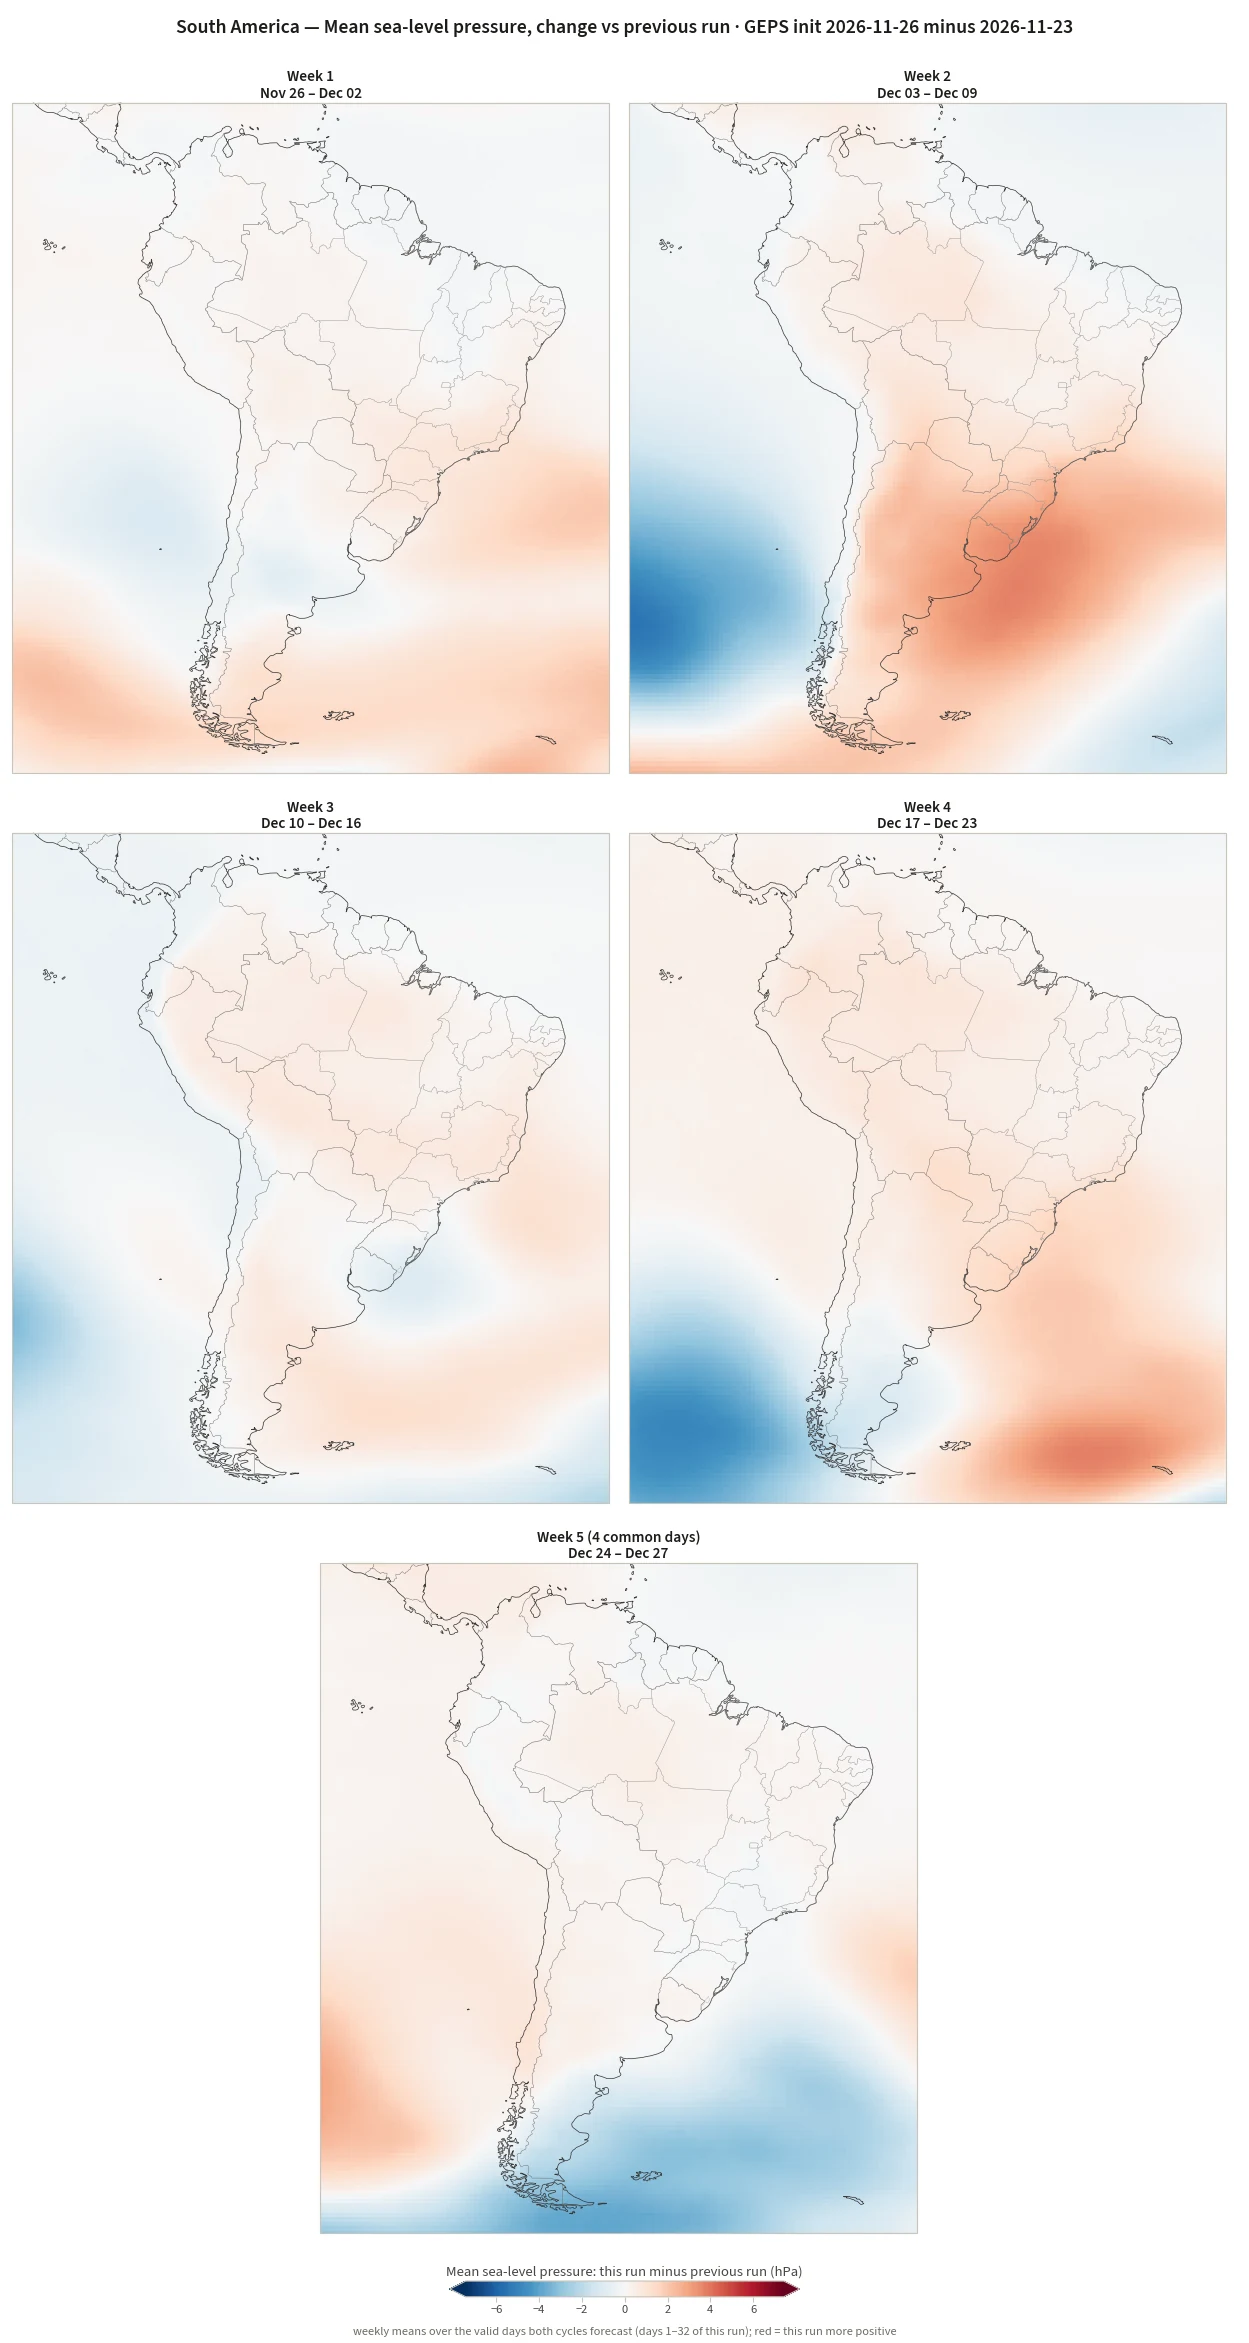 South America — Mean sea-level pressure, change vs previous run · GEPS init 2026-11-26 minus 2026-11-23
Week 1
Nov 26 – Dec 02
Week 2
Dec 03 – Dec 09
Week 3
Dec 10 – Dec 16
Week 4
Dec 17 – Dec 23
Week 5 (4 common days)
Dec 24 – Dec 27
Mean sea-level pressure: this run minus previous run (hPa)
−6 −4 −2 0 2 4 6
weekly means over the valid days both cycles forecast (days 1–32 of this run); red = this run more positive